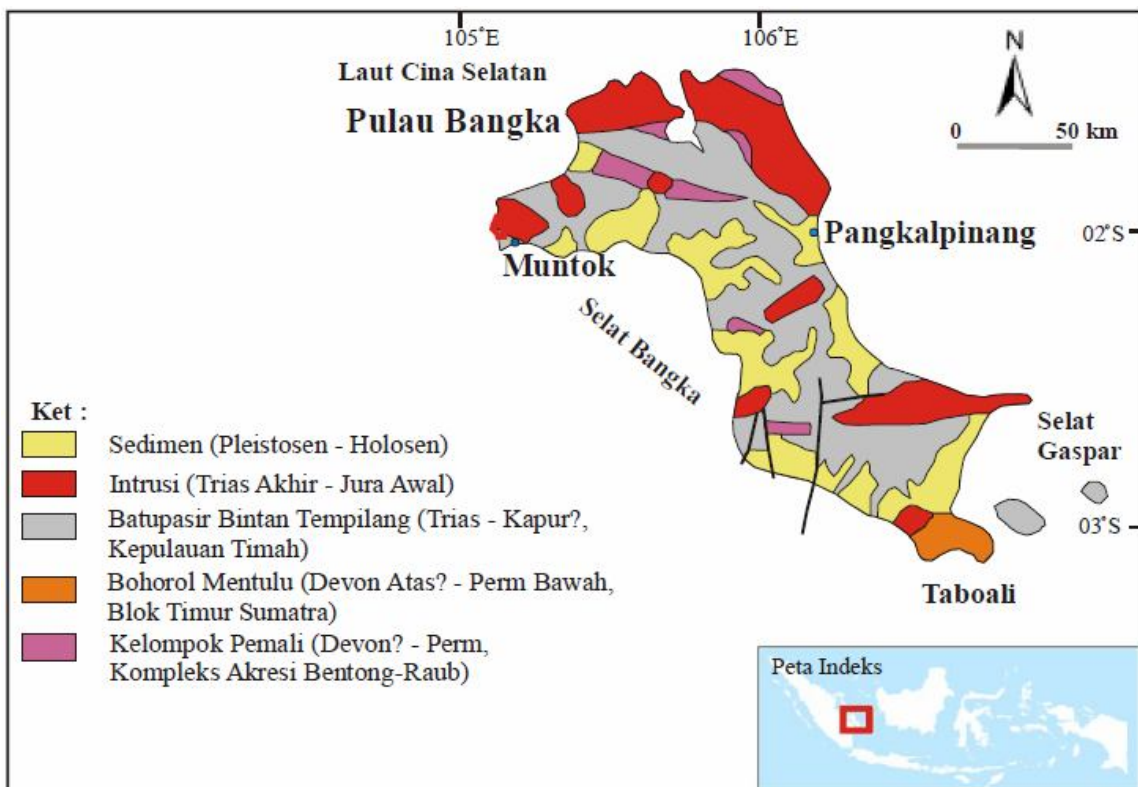 105°E
106°E
Laut Cina Selatan
N
Pulau Bangka
0 50 km
Pangkalpinang
02°S
Muntok
Selat Bangka
Ket :
Sedimen (Pleistosen - Holosen)
Intrusi (Trias Akhir - Jura Awal)
Batupasir Bintan Tempilang (Trias - Kapur?,
Kepulauan Timah)
Bohorol Mentulu (Devon Atas? - Perm Bawah,
Blok Timur Sumatra)
Kelompok Pemali (Devon? - Perm,
Kompleks Akresi Bentong-Raub)
Selat
Gaspar
03°S
Taboali
Peta Indeks